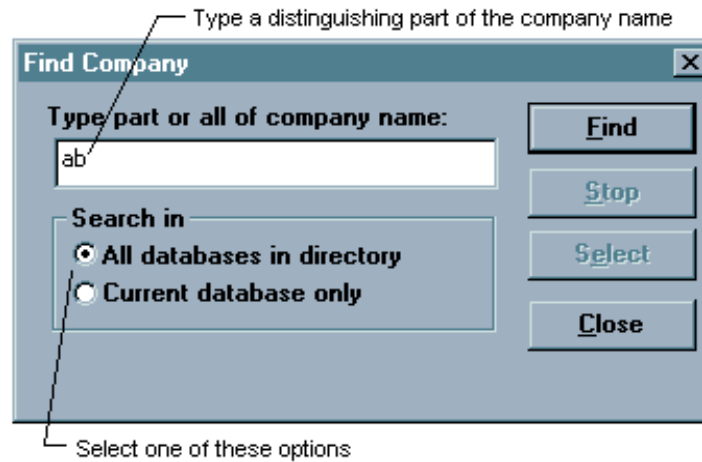 Type a distinguishing part of the company name
Find Company
Type part or all of company name:
Find
ab
Stop
Search in
All databases in directory
Select
Current database only
Close
Select one of these options